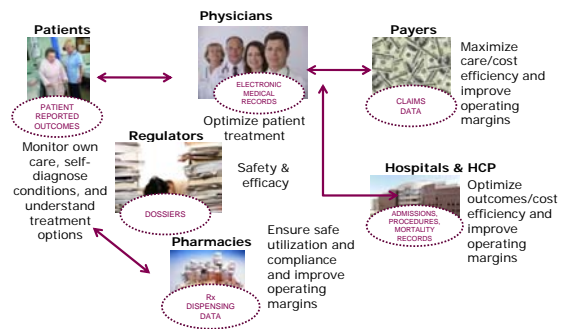 Physicians
Patients
Payers
PATIENT
REPORTED
OUTCOMES
Monitor own
care, self-
diagnose
conditions, and
understand
treatment
options
ELECTRONIC
MEDICAL
RECORDS
Optimize patient
treatment
CLAIMS
DATA
Maximize
care/cost
efficiency and
improve
operating
margins
Regulators
DOSSIERS
Safety &
efficacy
Hospitals & HCP
ADMISSIONS,
PROCEDURES,
MORTALITY
RECORDS
Optimize
outcomes/cost
efficiency and
improve
operating
margins
Pharmacies
Rx
DISPENSING
DATA
Ensure safe
utilization and
compliance
and improve
operating
margins